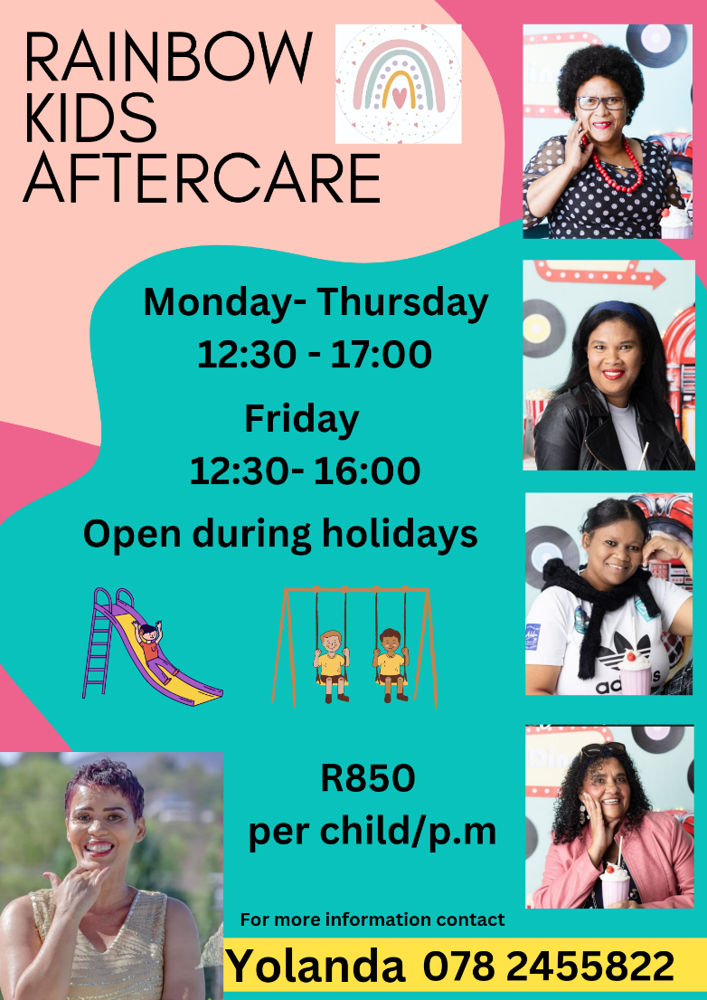 RAINBOW
KIDS
AFTERCARE
Monday- Thursday
12:30 - 17:00
Friday
12:30- 16:00
Open during holidays
R850
per child/p.m
For more information contact
Yolanda 078 2455822